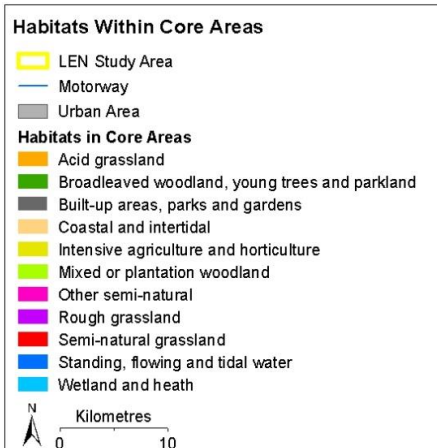 Habitats Within Core Areas
LEN Study Area
Motorway
Urban Area
Habitats in Core Areas
Acid grassland
Broadleaved woodland, young trees and parkland
Built-up areas, parks and gardens
Coastal and intertidal
Intensive agriculture and horticulture
Mixed or plantation woodland
Other semi-natural
Rough grassland
Semi-natural grassland
Standing, flowing and tidal water
Wetland and heath
N
Kilometres
0 10